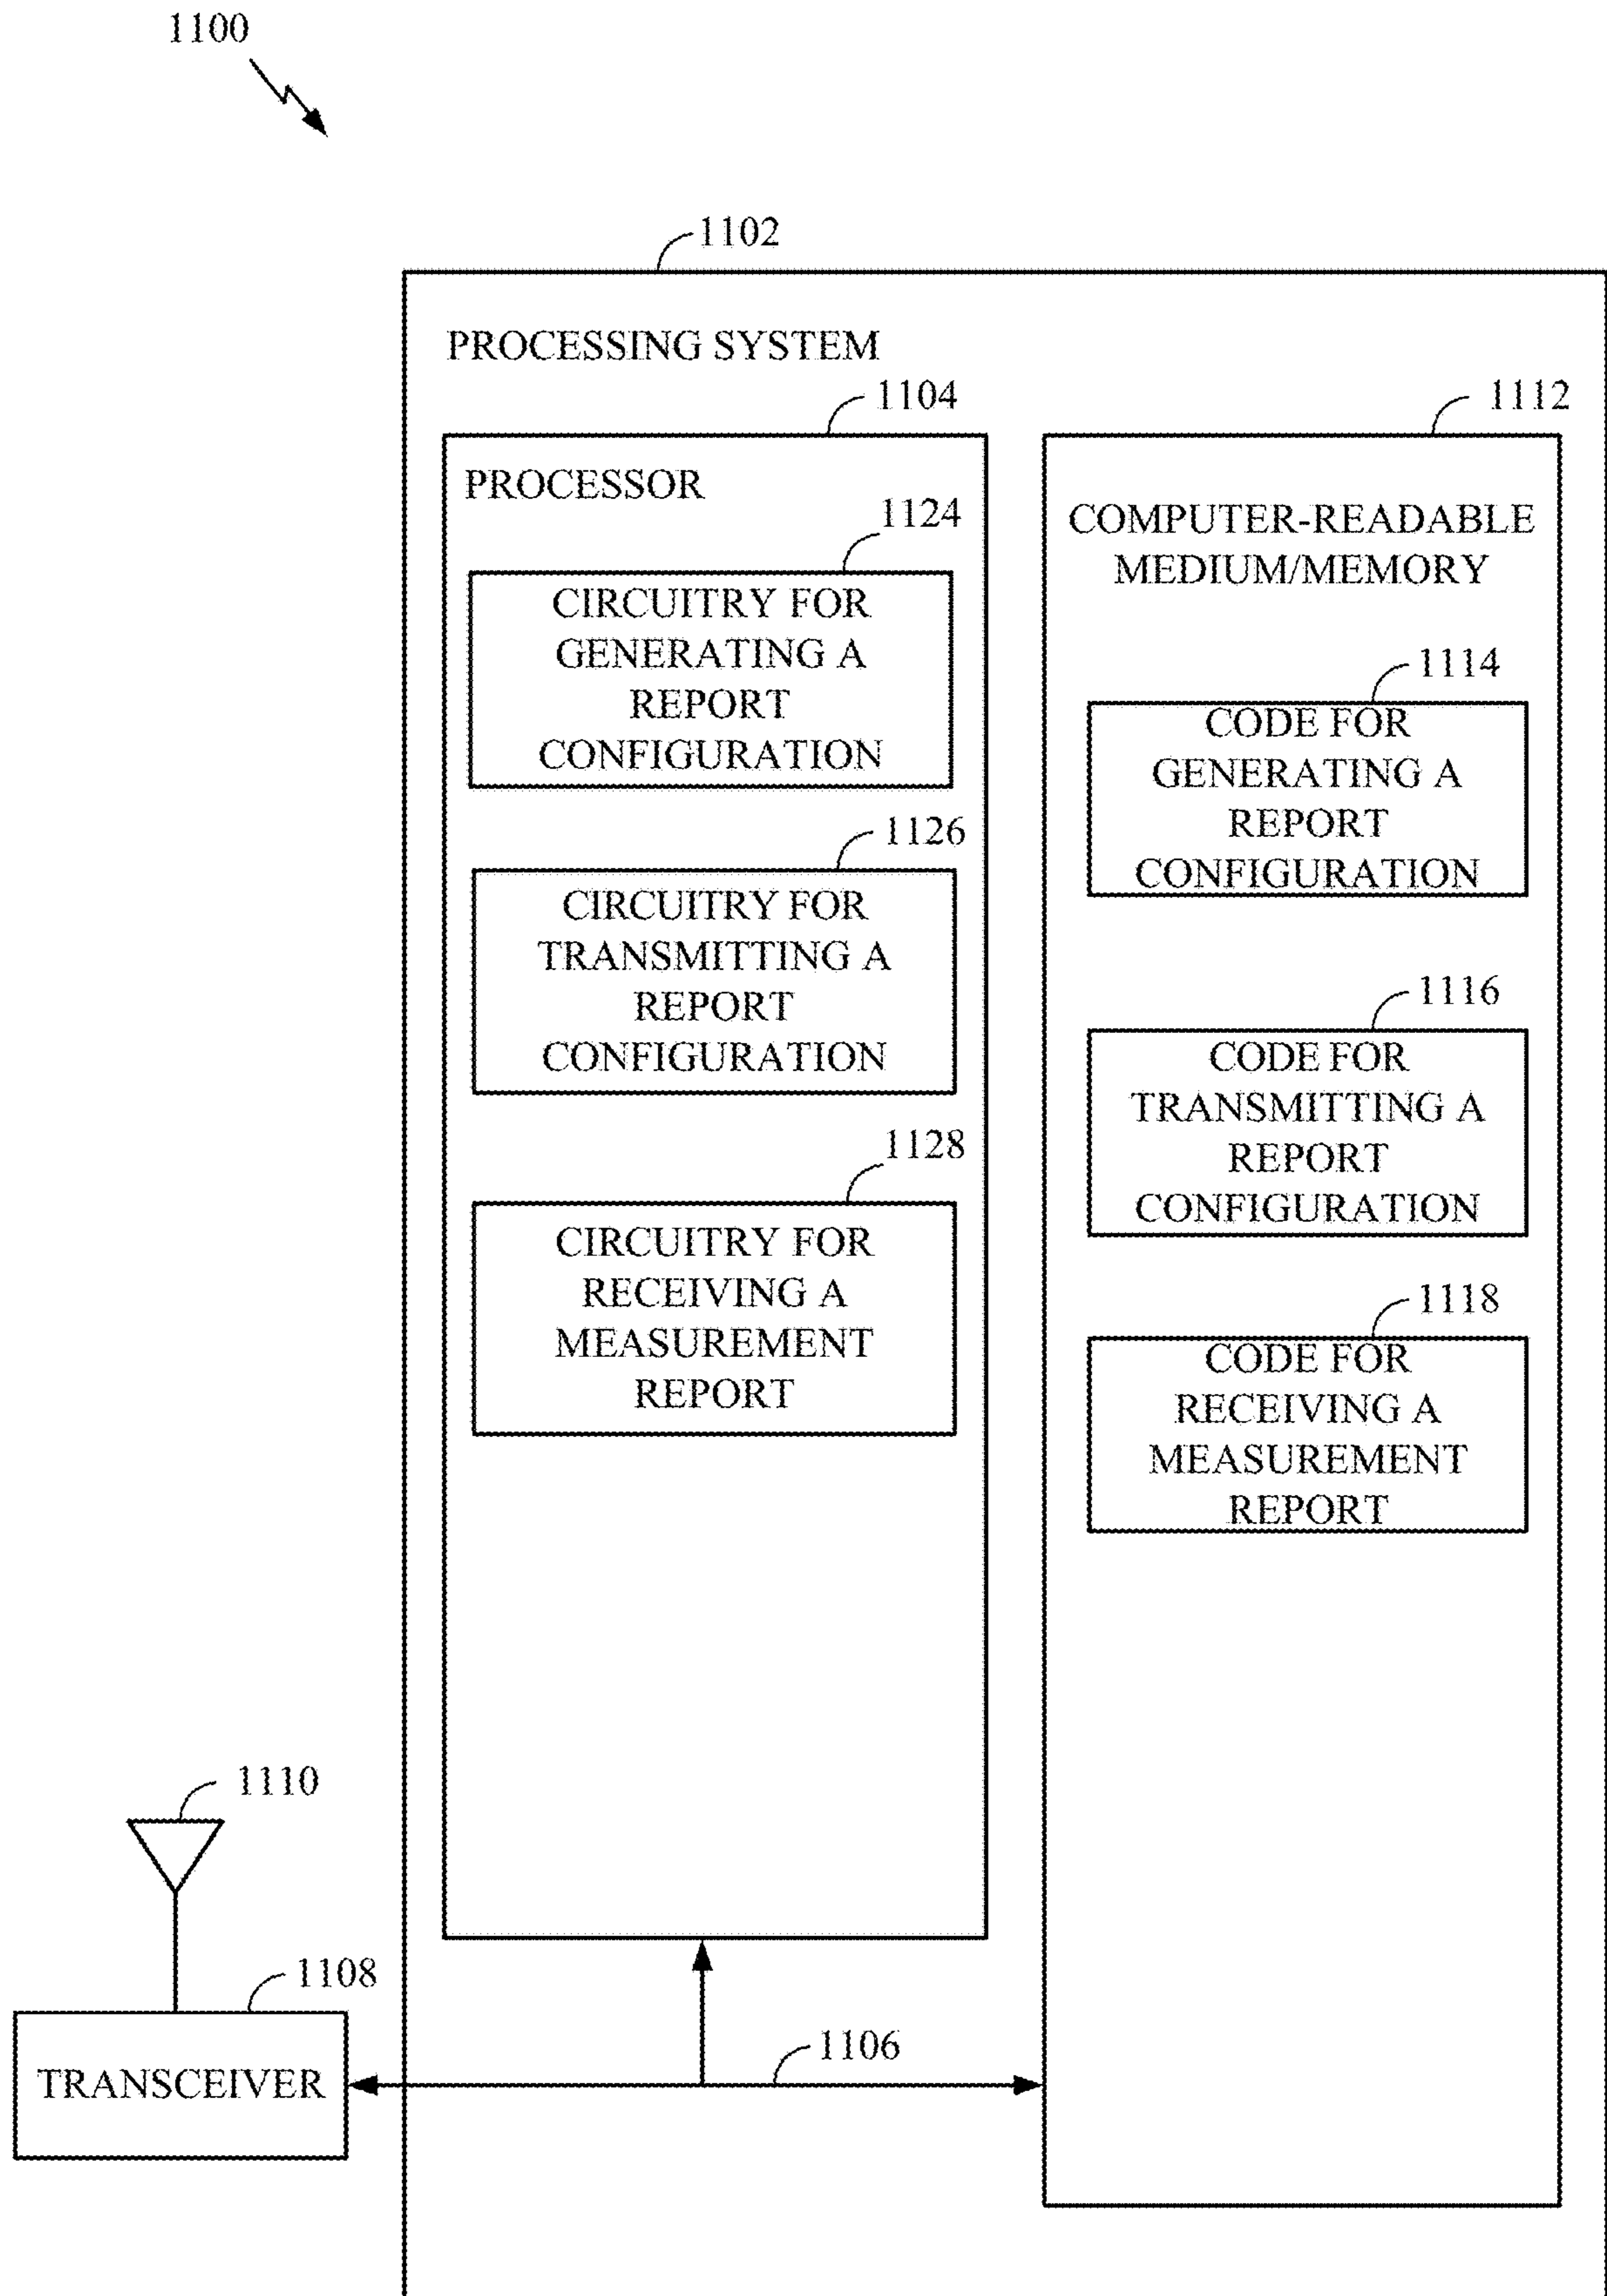 1100
1102
PROCESSING SYSTEM
1104
PROCESSOR
1124
CIRCUITRY FOR
GENERATING A
REPORT
CONFIGURATION
1126
CIRCUITRY FOR
TRANSMITTING A
REPORT
CONFIGURATION
1128
CIRCUITRY FOR
RECEIVING A
MEASUREMENT
REPORT
1112
COMPUTER-READABLE
MEDIUM/MEMORY
1114
CODE FOR
GENERATING A
REPORT
CONFIGURATION
1116
CODE FOR
TRANSMITTING A
REPORT
CONFIGURATION
1118
CODE FOR
RECEIVING A
MEASUREMENT
REPORT
1110
1108
TRANSCEIVER
1106